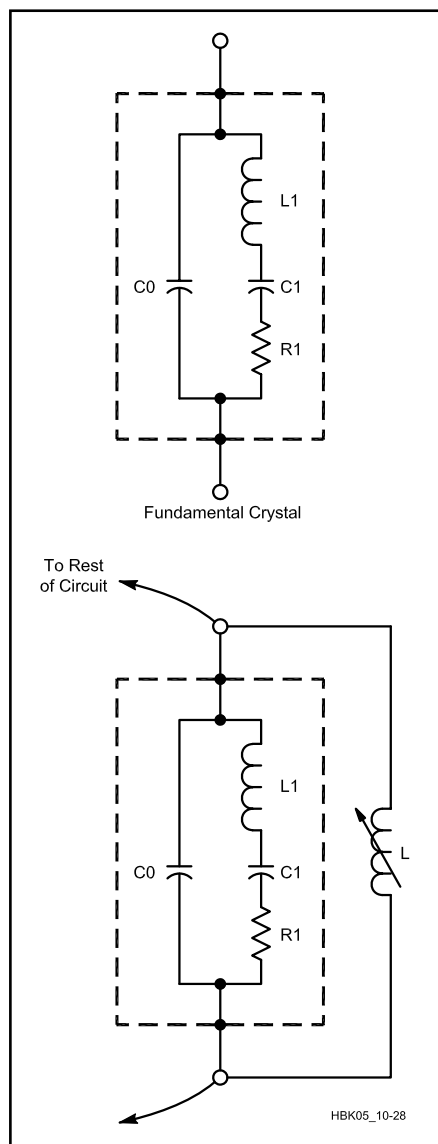 L1
C0
C1
R1
Fundamental Crystal
To Rest
of Circuit
L1
C0
C1
L
R1
HBK05_10-28